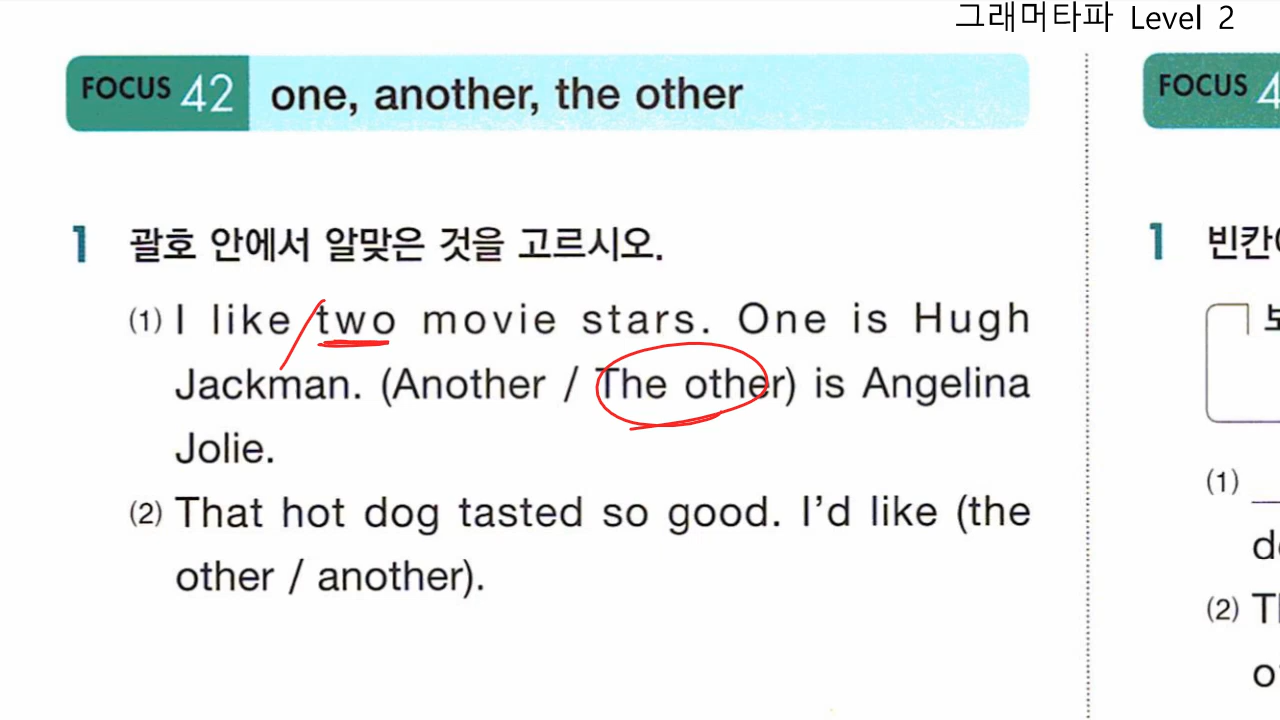 그래머타파 Level 2
FOCUS 42 one, another, the other
FOCUS 4
1 괄호 안에서 알맞은 것을 고르시오.
(1) I like two movie stars. One is Hugh
Jackman. (Another / The other) is Angelina
Jolie.
(2) That hot dog tasted so good. I'd like (the
other / another).
1 빈칸에
(1)
(2)